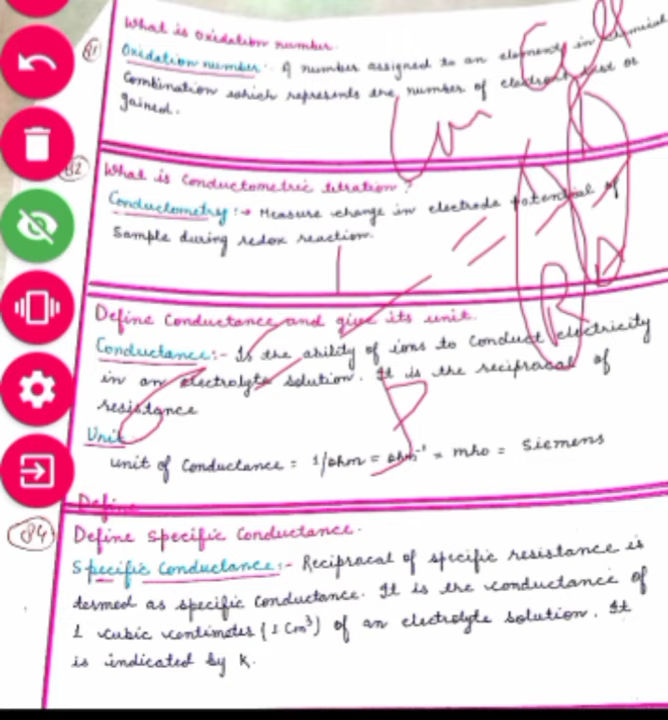 81
What is Oxidation number.
Oxidation number:- A number assigned to an elements in chemical
Combination which represents the number of electrons lost or
gained.
82
What is Conductometric titration?
Conductometry:→ Measure change in electrode potential of
Sample during redox reaction.
Define Conductance and give its unit.
Conductance:- Is the ability of ions to Conduct electricity
in an electrolyte solution. It is the reciprocal of
resistance
Unit
unit of Conductance = 1/ohm = ohm⁻¹ = mho = Siemens
Define
84
Define Specific Conductance.
Specific Conductance:- Reciprocal of specific resistance is
termed as specific conductance. It is the conductance of
1 cubic centimeter (1 Cm³) of an electrolyte solution. It
is indicated by K.